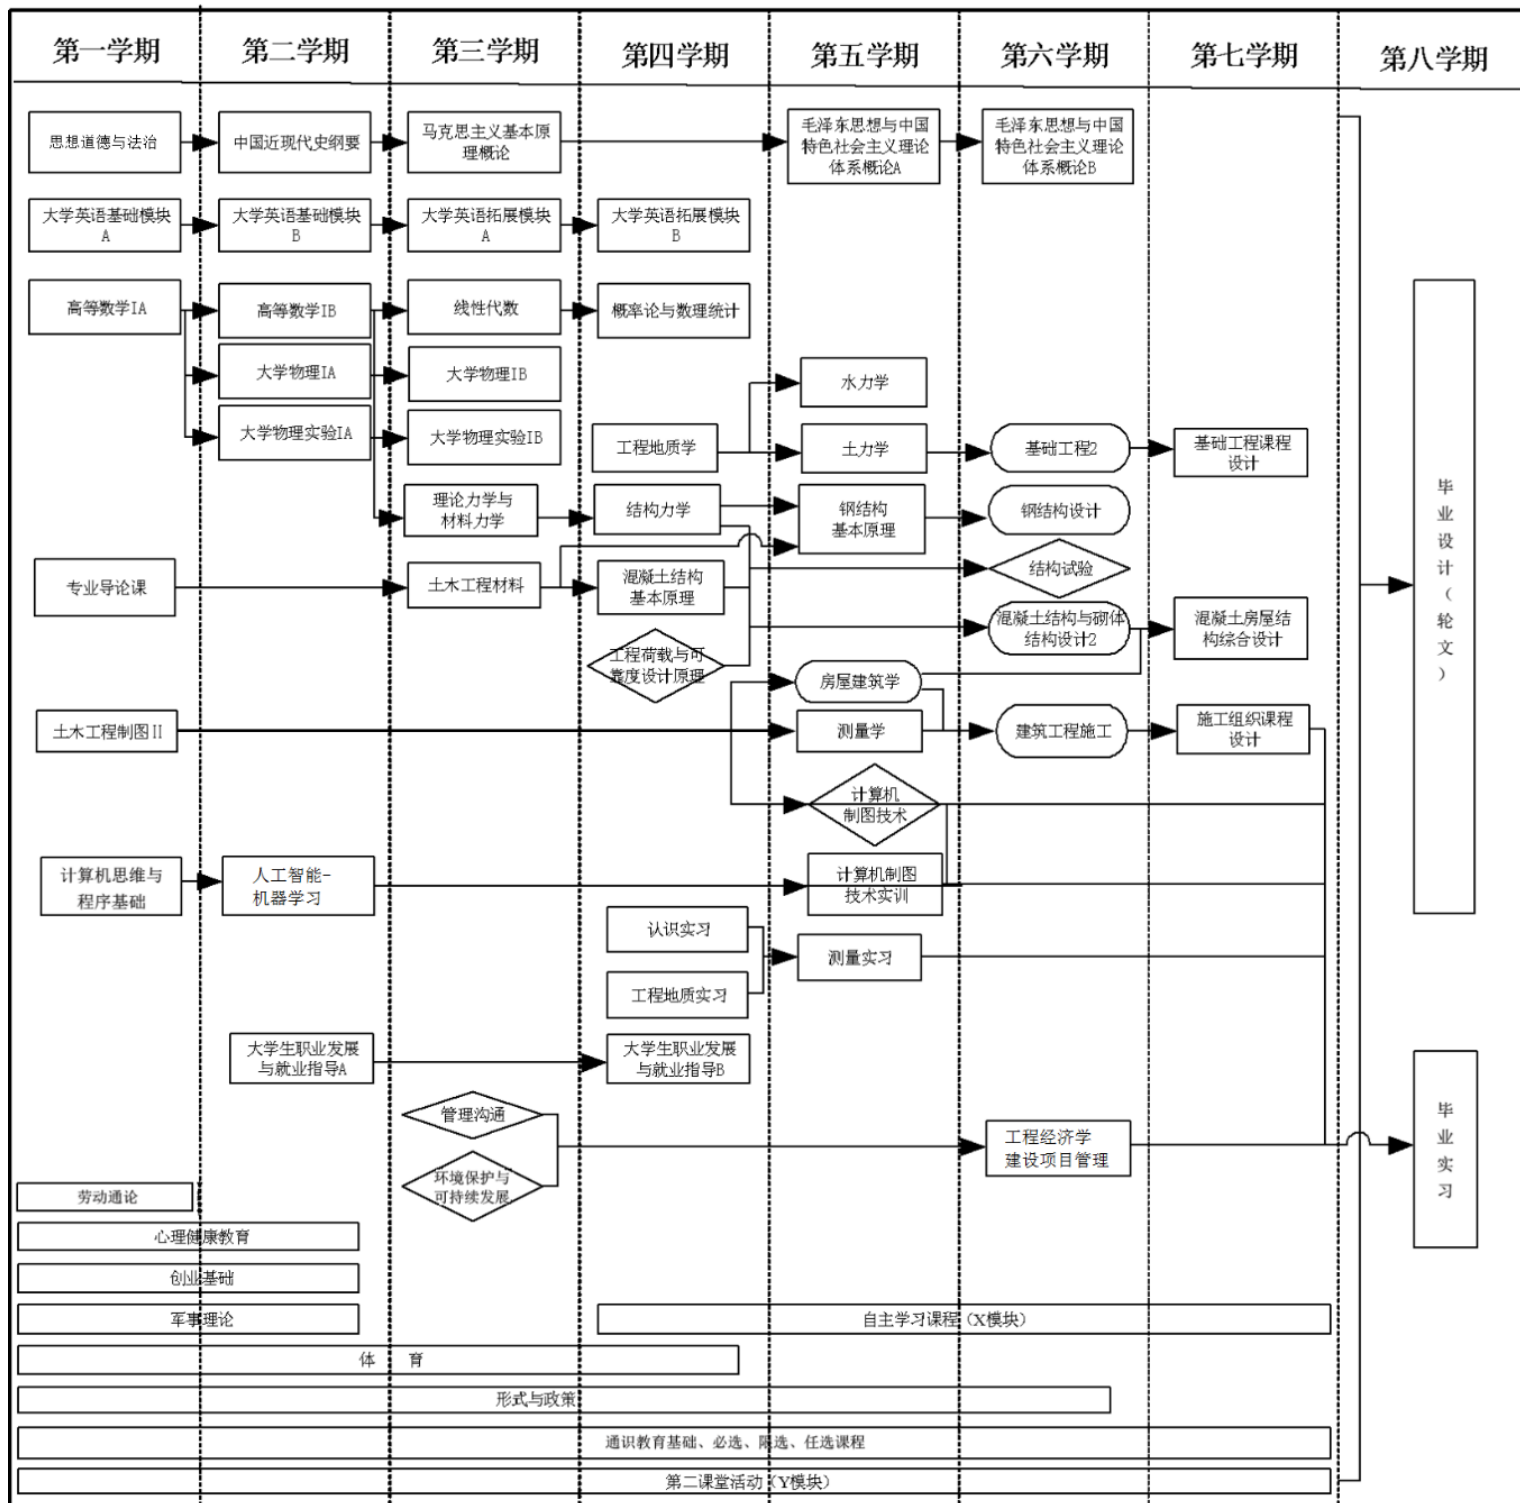 第一学期
第二学期
第三学期
第四学期
第五学期
第六学期
第七学期
第八学期
思想道德与法治
中国近现代史纲要
马克思主义基本原
理概论
毛泽东思想与中国
特色社会主义理论
体系概论A
毛泽东思想与中国
特色社会主义理论
体系概论B
大学英语基础模块
A
大学英语基础模块
B
大学英语拓展模块
A
大学英语拓展模块
B
高等数学IA
高等数学IB
线性代数
概率论与数理统计
大学物理IA
大学物理IB
水力学
大学物理实验IA
大学物理实验IB
工程地质学
土力学
基础工程2
基础工程课程
设计
理论力学与
材料力学
结构力学
钢结构
基本原理
钢结构设计
结构试验
专业导论课
土木工程材料
混凝土结构
基本原理
混凝土结构与砌体
结构设计2
混凝土房屋结
构综合设计
工程荷载与可
靠度设计原理
房屋建筑学
土木工程制图II
测量学
建筑工程施工
施工组织课程
设计
计算机
制图技术
计算机思维与
程序基础
人工智能-
机器学习
计算机制图
技术实训
认识实习
测量实习
工程地质实习
大学生职业发展
与就业指导A
大学生职业发展
与就业指导B
管理沟通
工程经济学
建设项目管理
环境保护与
可持续发展
毕
业
设
计
（
轮
文
）
毕
业
实
习
劳动通论
心理健康教育
创业基础
军事理论
自主学习课程（X模块）
体 育
形式与政策
通识教育基础、必选、限选、任选课程
第二课堂活动（Y模块）